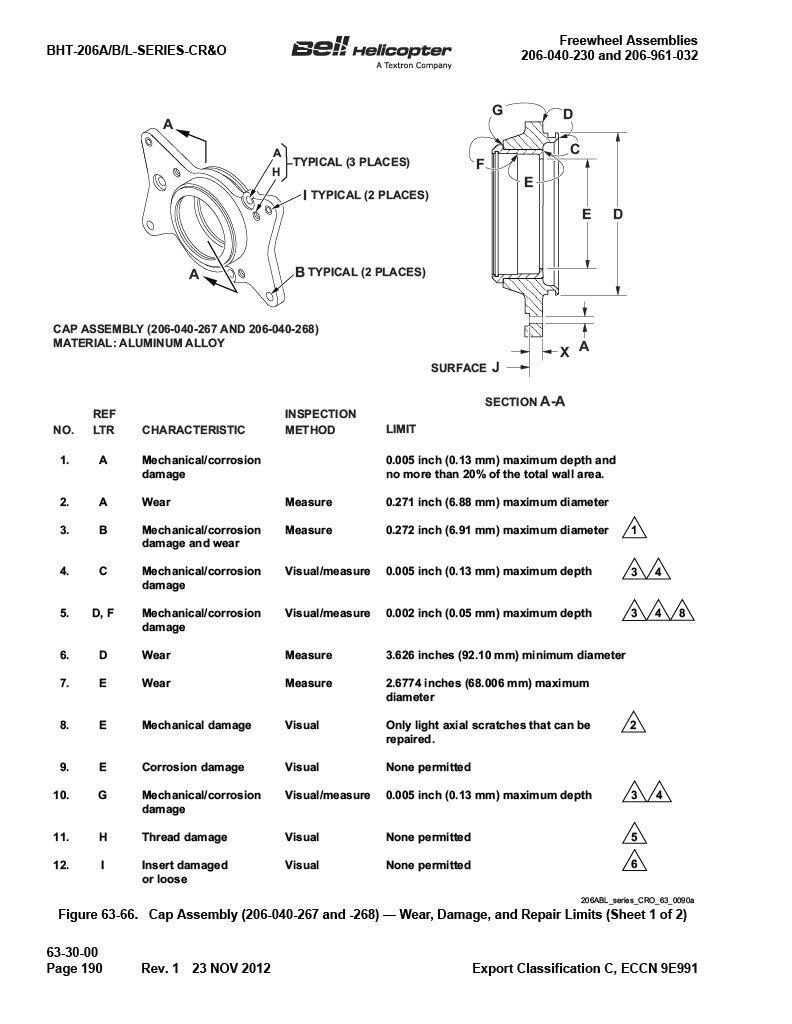 BHT-206A/B/L-SERIES-CR&O
Bell Helicopter
A Textron Company
Freewheel Assemblies
206-040-230 and 206-961-032
A
A
H
TYPICAL (3 PLACES)
I TYPICAL (2 PLACES)
A
B TYPICAL (2 PLACES)
G
D
C
F
E
E
D
A
X
SURFACE J
CAP ASSEMBLY (206-040-267 AND 206-040-268)
MATERIAL: ALUMINUM ALLOY
SECTION A-A
NO. REF LTR CHARACTERISTIC INSPECTION METHOD LIMIT
1. A Mechanical/corrosion 0.005 inch (0.13 mm) maximum depth and
damage no more than 20% of the total wall area.
2. A Wear Measure 0.271 inch (6.88 mm) maximum diameter
3. B Mechanical/corrosion Measure 0.272 inch (6.91 mm) maximum diameter 1
damage and wear
4. C Mechanical/corrosion Visual/measure 0.005 inch (0.13 mm) maximum depth 3 4
damage
5. D, F Mechanical/corrosion Visual/measure 0.002 inch (0.05 mm) maximum depth 3 4 8
damage
6. D Wear Measure 3.626 inches (92.10 mm) minimum diameter
7. E Wear Measure 2.6774 inches (68.006 mm) maximum
diameter
8. E Mechanical damage Visual Only light axial scratches that can be 2
repaired.
9. E Corrosion damage Visual None permitted
10. G Mechanical/corrosion Visual/measure 0.005 inch (0.13 mm) maximum depth 3 4
damage
11. H Thread damage Visual None permitted 5
12. I Insert damaged Visual None permitted 6
or loose
206ABL_series_CRO_63_0090a
Figure 63-66. Cap Assembly (206-040-267 and -268) — Wear, Damage, and Repair Limits (Sheet 1 of 2)
63-30-00
Page 190 Rev. 1 23 NOV 2012 Export Classification C, ECCN 9E991